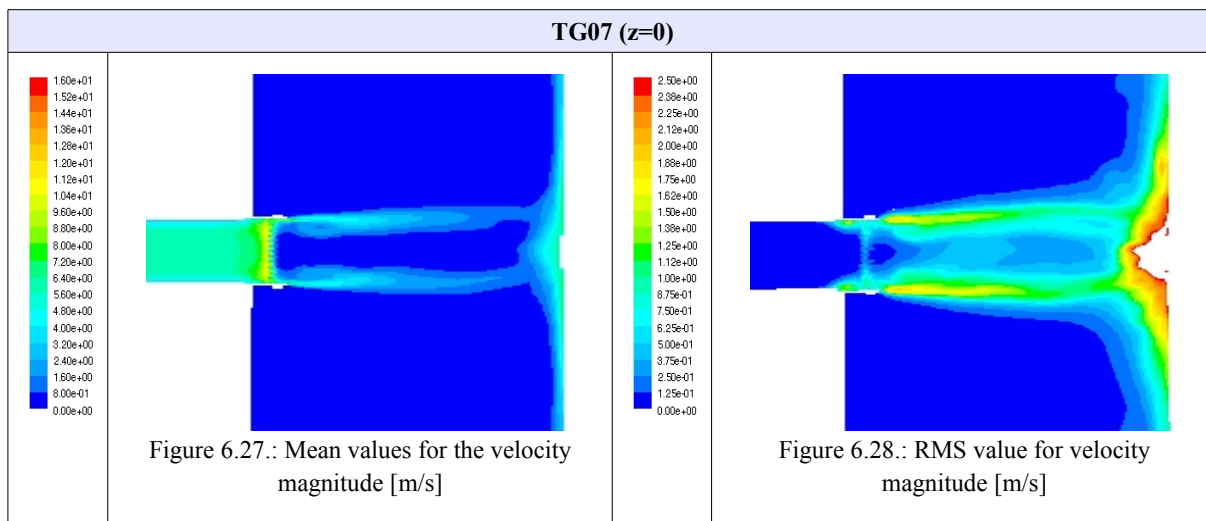 TG07 (z=0)
1.60e+01
1.52e+01
1.44e+01
1.36e+01
1.28e+01
1.20e+01
1.12e+01
1.04e+01
9.60e+00
8.80e+00
8.00e+00
7.20e+00
6.40e+00
5.60e+00
4.80e+00
4.00e+00
3.20e+00
2.40e+00
1.60e+00
8.00e-01
0.00e+00
Figure 6.27.: Mean values for the velocity
magnitude [m/s]
2.50e+00
2.38e+00
2.25e+00
2.12e+00
2.00e+00
1.88e+00
1.75e+00
1.62e+00
1.50e+00
1.38e+00
1.25e+00
1.12e+00
1.00e+00
8.75e-01
7.50e-01
6.25e-01
5.00e-01
3.75e-01
2.50e-01
1.25e-01
0.00e+00
Figure 6.28.: RMS value for velocity
magnitude [m/s]